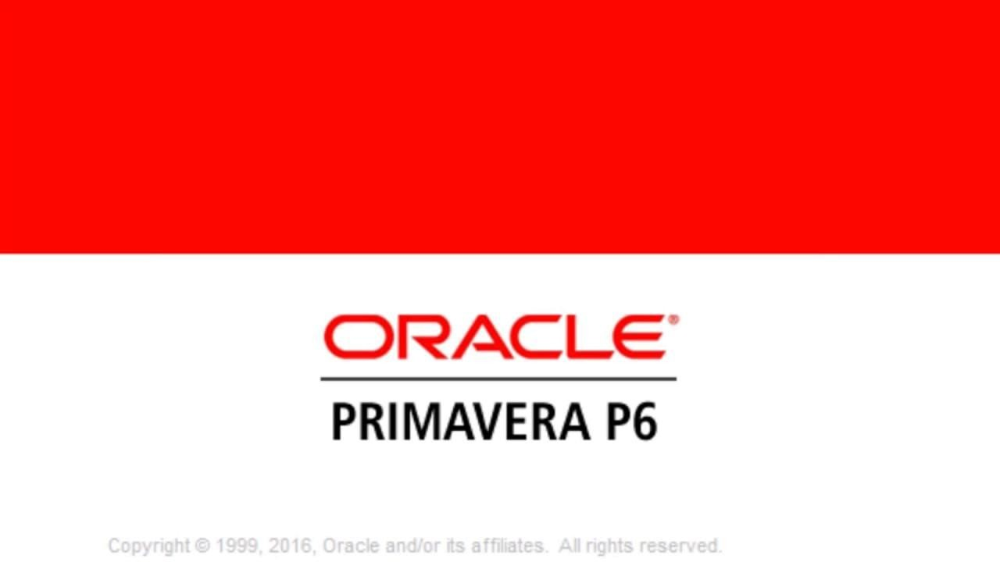 ORACLE®
PRIMAVERA P6
Copyright © 1999, 2016, Oracle and/or its affiliates.  All rights reserved.